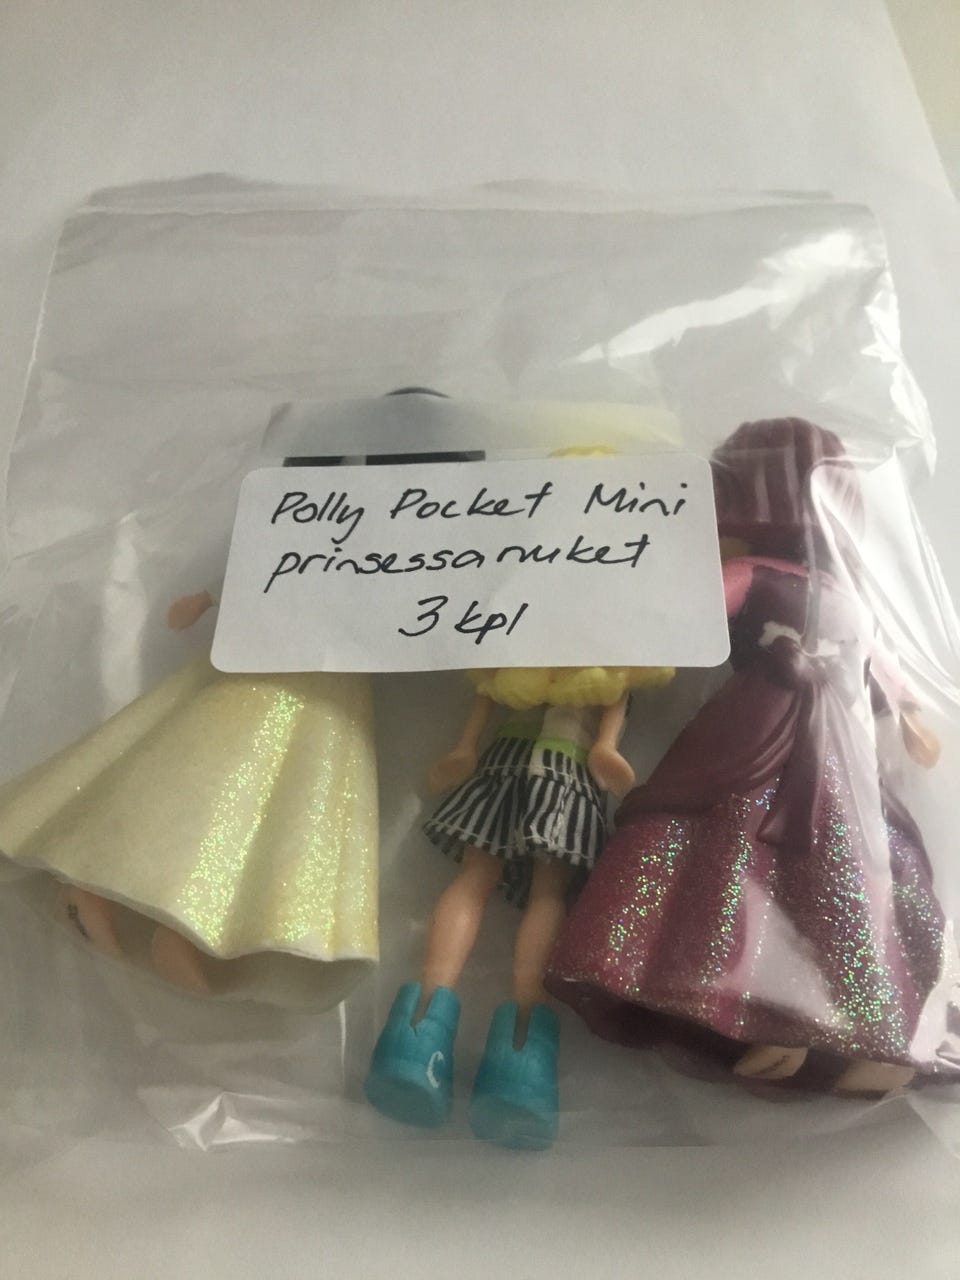 Polly Pocket Mini
prinsessanuket
3 kpl